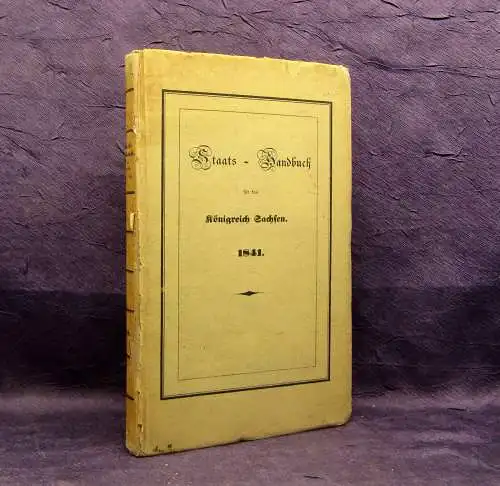 Staats - Handbuch
für das
Königreich Sachsen.
1841.